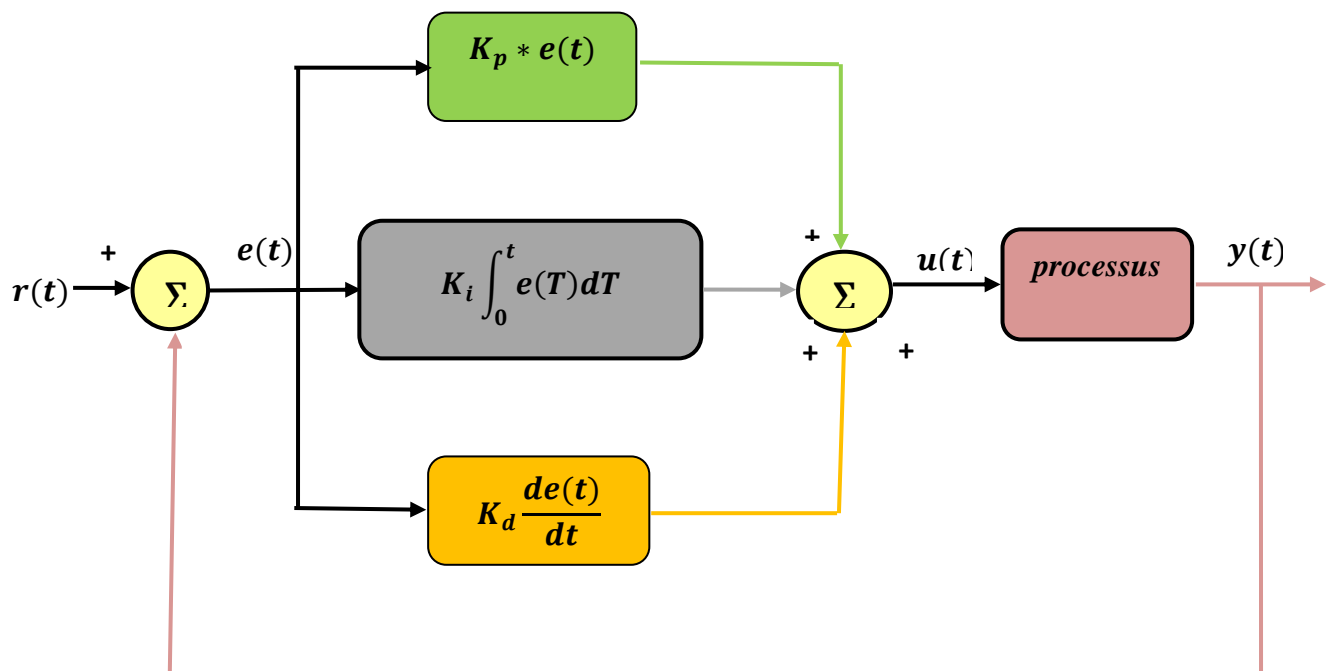 K_p * e(t)
+
e(t)
+
u(t)
y(t)
r(t)
Σ
K_i ∫_0^t e(T)dT
Σ
processus
+
+
K_d de(t)/dt